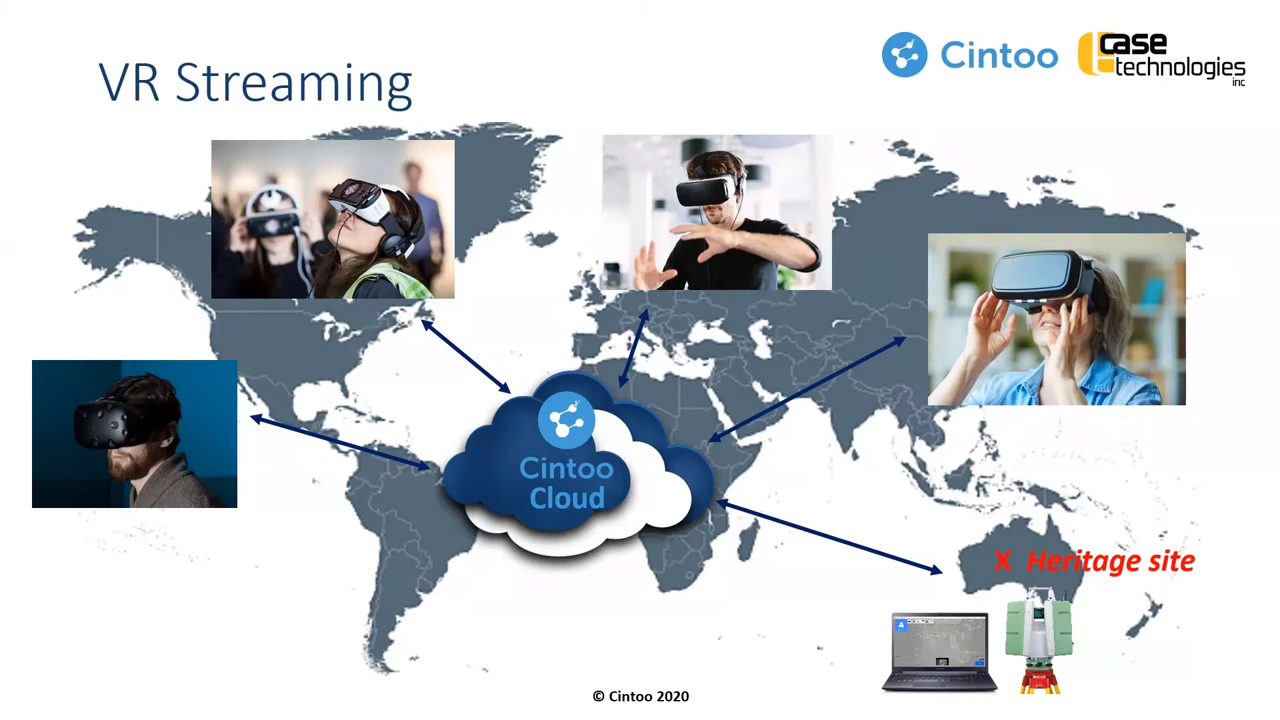 VR Streaming
Cintoo
case
technologies
inc
Cintoo
Cloud
X Heritage site
© Cintoo 2020